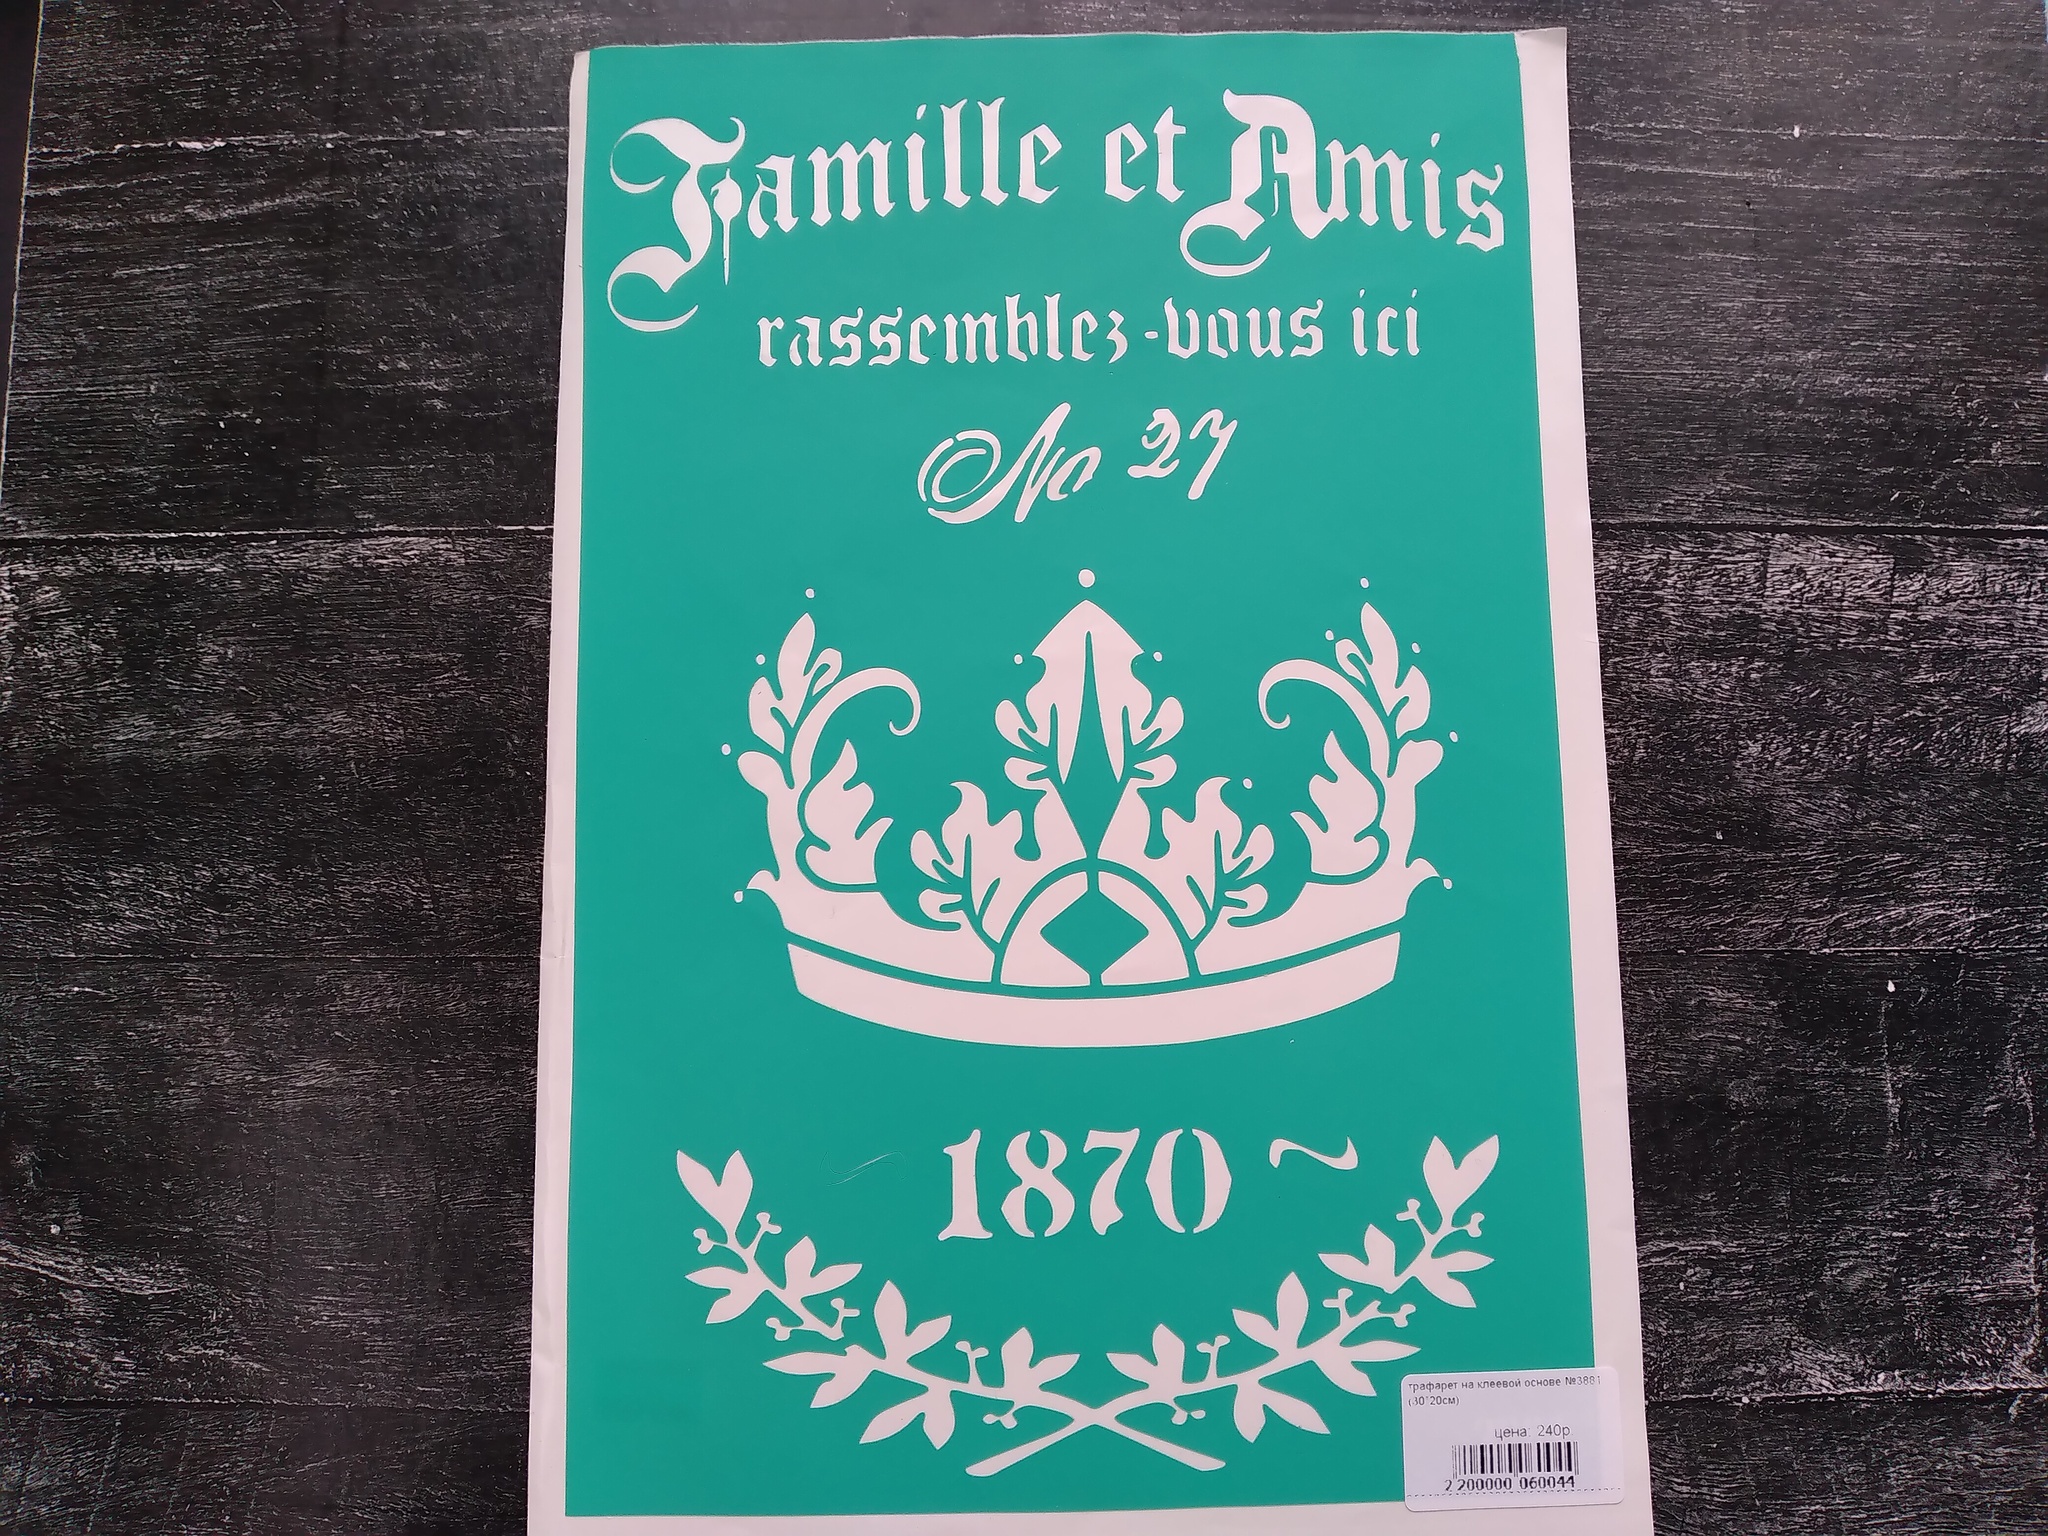 Famille et Amis
rassemblez-vous ici
No 27
1870 ~
трафарет на клеевой основе №3881
(30*20см)
цена: 240р
2 200000 060044